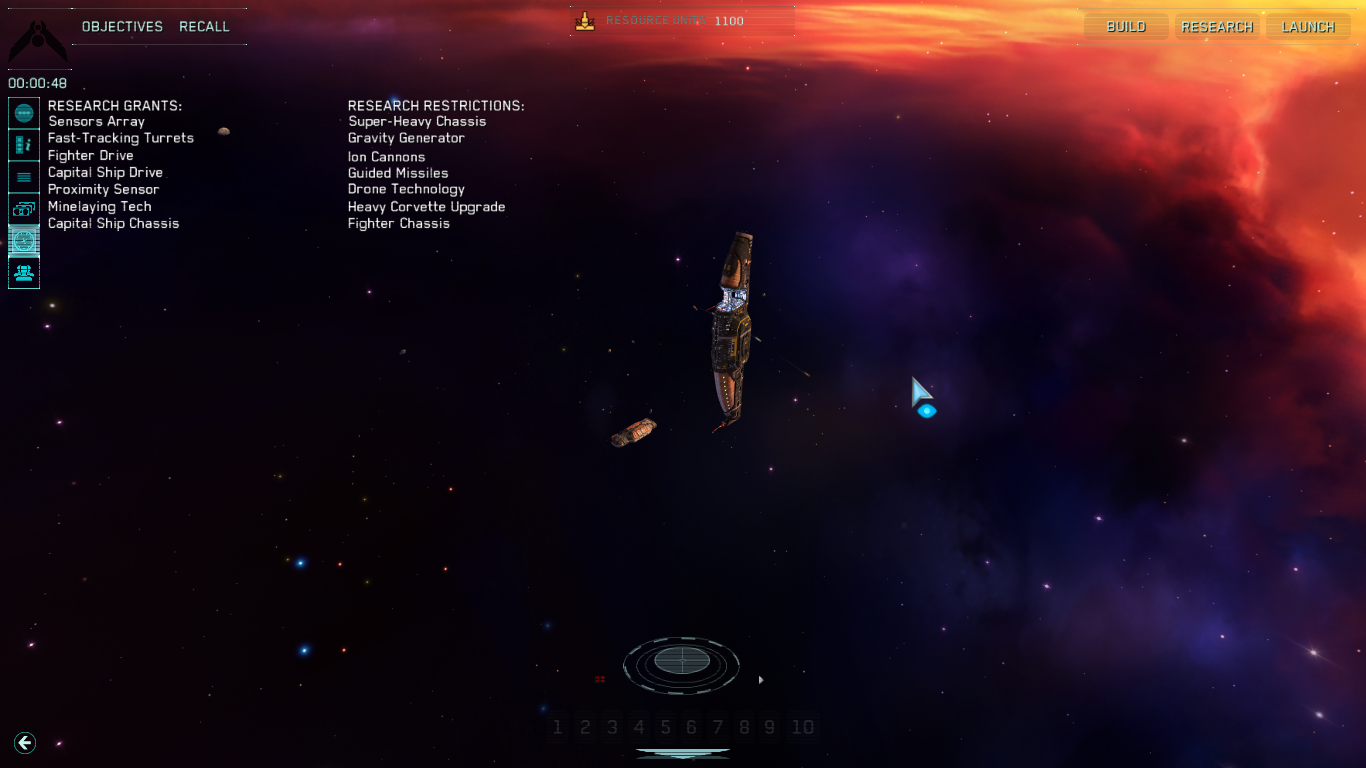 OBJECTIVES RECALL
RESOURCE UNITS 1100
BUILD RESEARCH LAUNCH
00:00:48
RESEARCH GRANTS:
Sensors Array
Fast-Tracking Turrets
Fighter Drive
Capital Ship Drive
Proximity Sensor
Minelaying Tech
Capital Ship Chassis
RESEARCH RESTRICTIONS:
Super-Heavy Chassis
Gravity Generator
Ion Cannons
Guided Missiles
Drone Technology
Heavy Corvette Upgrade
Fighter Chassis
1 2 3 4 5 6 7 8 9 10